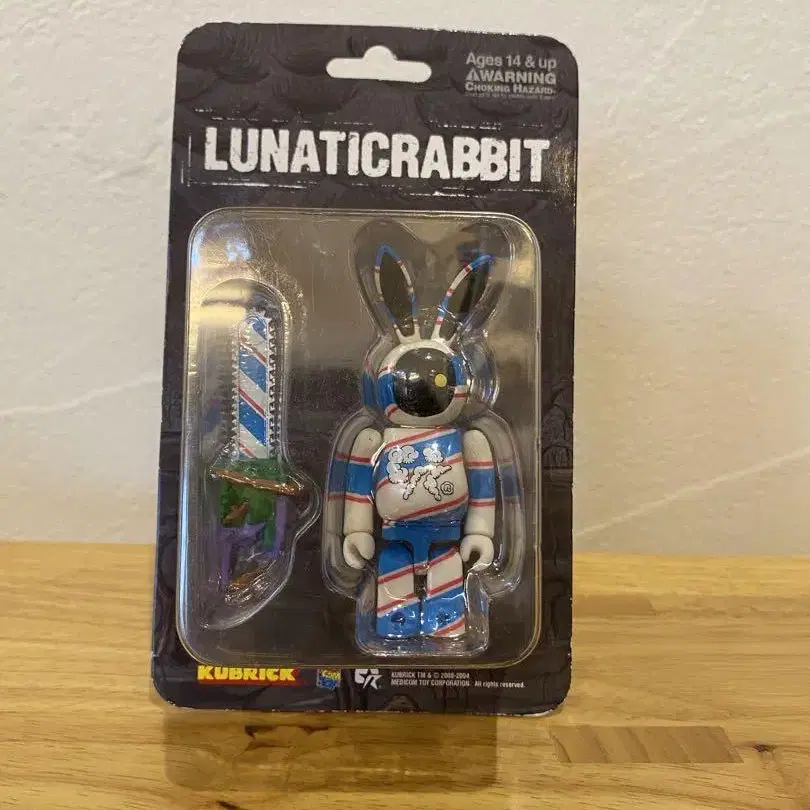 Ages 14 & up
⚠WARNING
CHOKING HAZARD-
LUNATICRABBIT
KUBRICK
KUBRICK TM & © 2000-2004
MEDICOM TOY CORPORATION. All rights reserved.